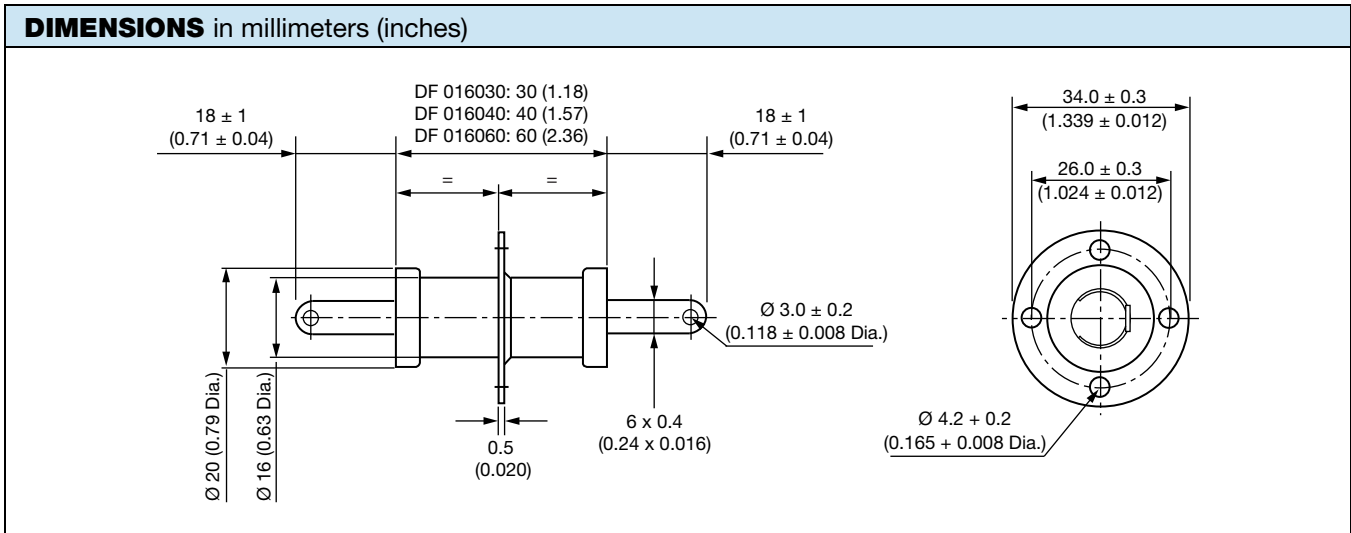 DIMENSIONS in millimeters (inches)
18 ± 1
(0.71 ± 0.04)
DF 016030: 30 (1.18)
DF 016040: 40 (1.57)
DF 016060: 60 (2.36)
18 ± 1
(0.71 ± 0.04)
34.0 ± 0.3
(1.339 ± 0.012)
=
=
26.0 ± 0.3
(1.024 ± 0.012)
Ø 3.0 ± 0.2
(0.118 ± 0.008 Dia.)
Ø 20 (0.79 Dia.)
Ø 16 (0.63 Dia.)
0.5
(0.020)
6 x 0.4
(0.24 x 0.016)
Ø 4.2 + 0.2
(0.165 + 0.008 Dia.)